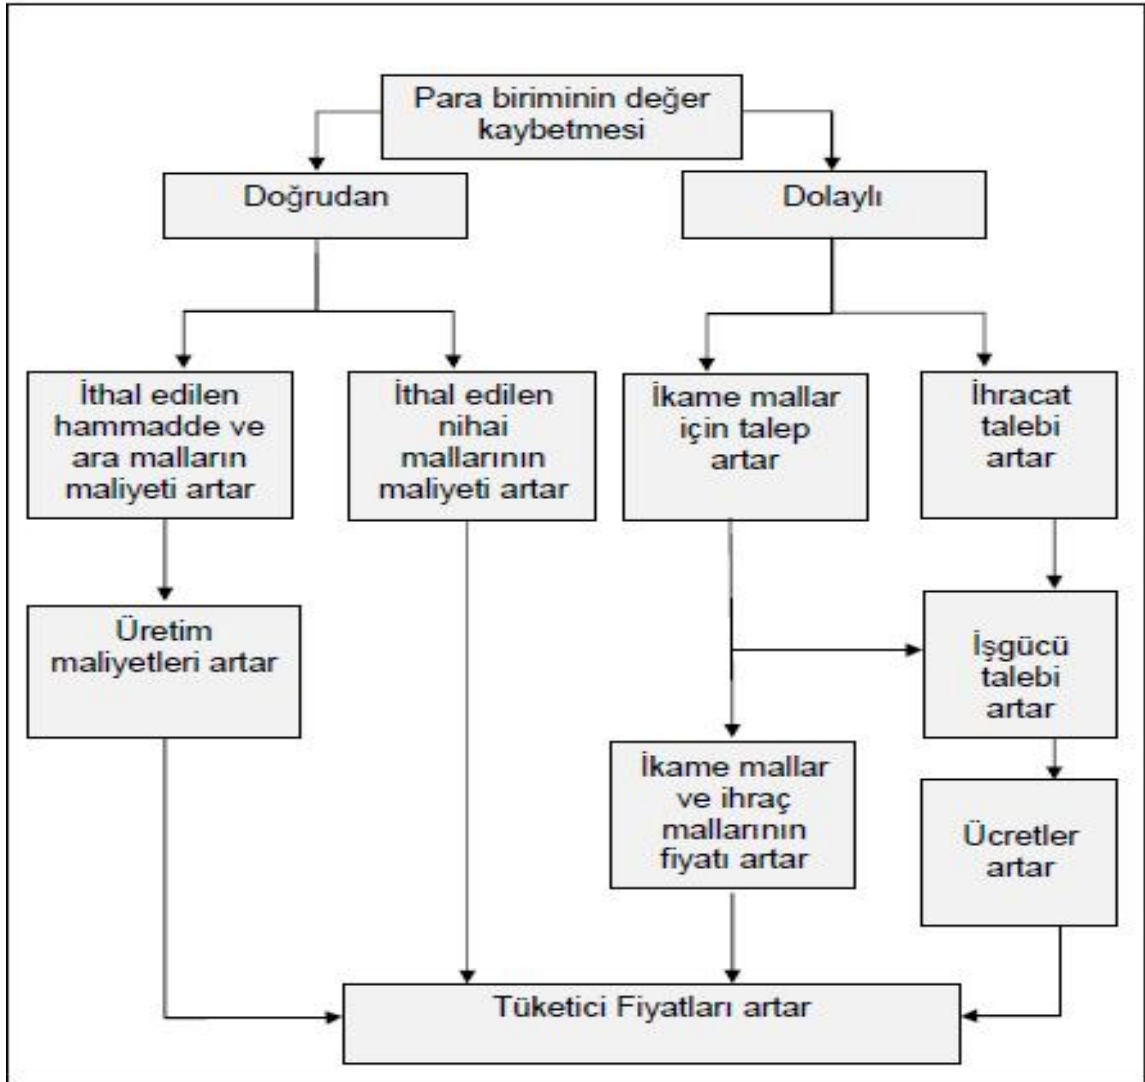 Para biriminin değer
kaybetmesi
Doğrudan
Dolaylı
İthal edilen
hammadde ve
ara malların
maliyeti artar
İthal edilen
nihai
mallarının
maliyeti artar
İkame mallar
için talep
artar
İhracat
talebi
artar
Üretim
maliyetleri artar
İşgücü
talebi
artar
İkame mallar
ve ihraç
mallarının
fiyatı artar
Ücretler
artar
Tüketici Fiyatları artar